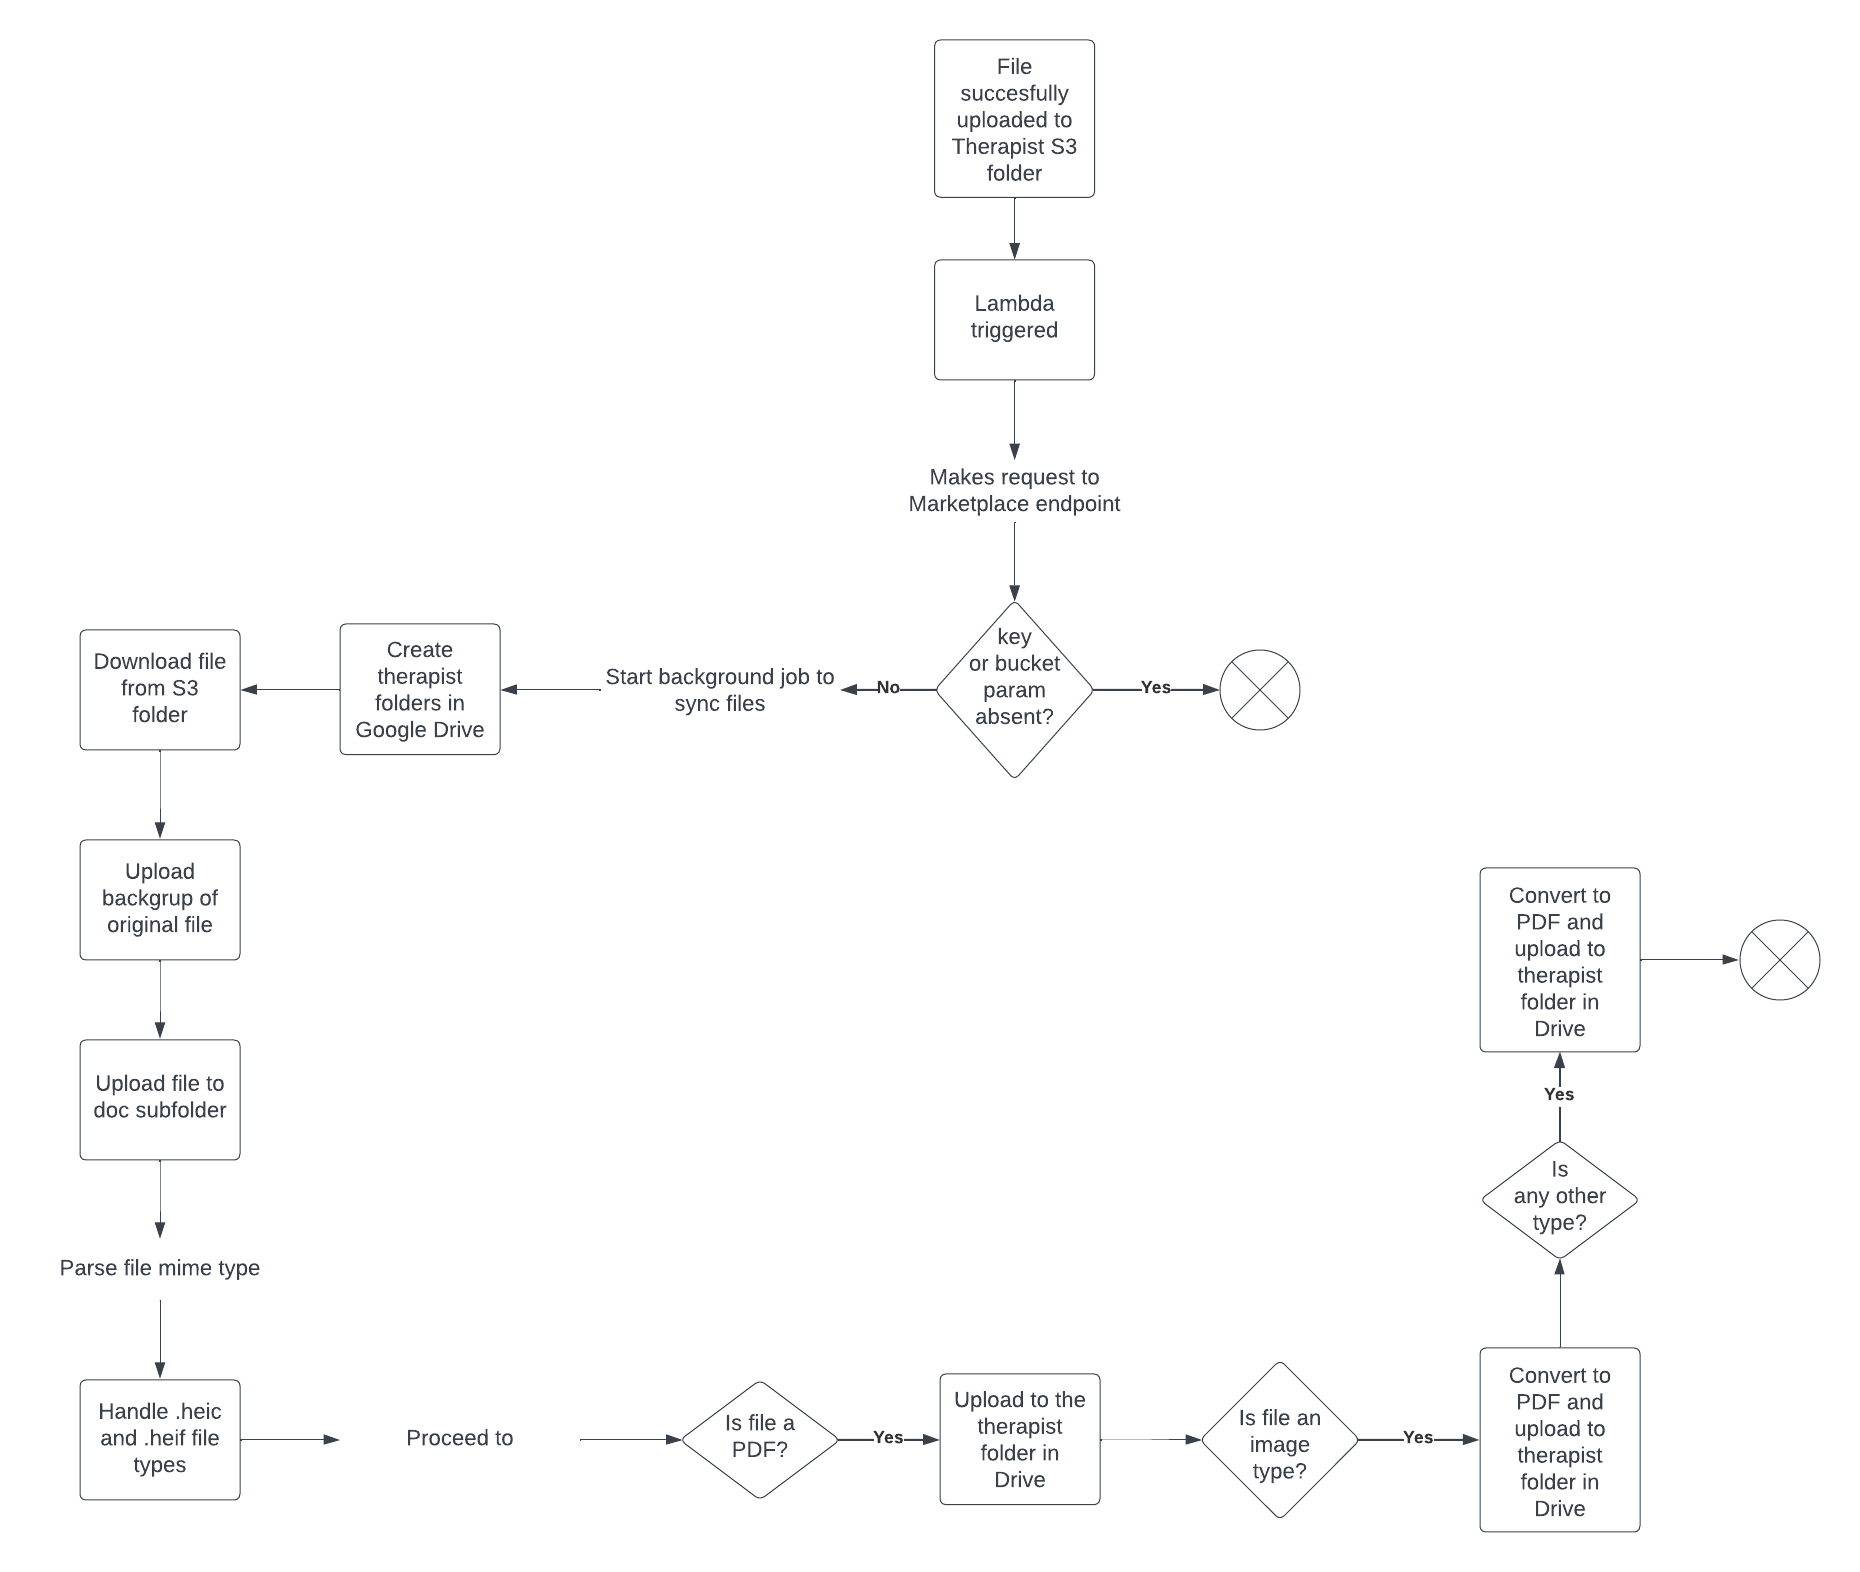 File
succesfully
uploaded to
Therapist S3
folder
Lambda
triggered
Makes request to
Marketplace endpoint
key
or bucket
param
absent?
Yes
No
Start background job to
sync files
Create
therapist
folders in
Google Drive
Download file
from S3
folder
Upload
backgrup of
original file
Upload file to
doc subfolder
Parse file mime type
Handle .heic
and .heif file
types
Proceed to
Is file a
PDF?
Yes
Upload to the
therapist
folder in
Drive
Is file an
image
type?
Yes
Convert to
PDF and
upload to
therapist
folder in
Drive
Is
any other
type?
Yes
Convert to
PDF and
upload to
therapist
folder in
Drive